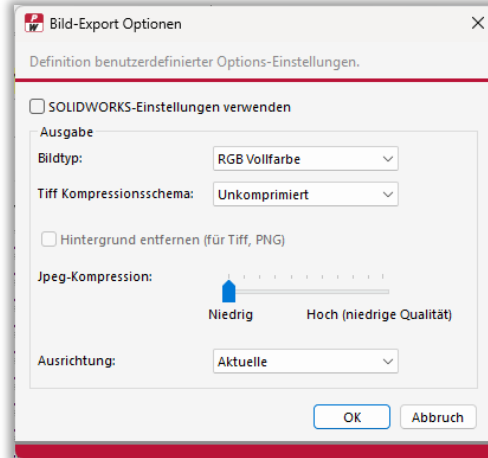 PW
Bild-Export Optionen
Definition benutzerdefinierter Options-Einstellungen.
SOLIDWORKS-Einstellungen verwenden
Ausgabe
Bildtyp: RGB Vollfarbe
Tiff Kompressionsschema: Unkomprimiert
Hintergrund entfernen (für Tiff, PNG)
Jpeg-Kompression:
Niedrig Hoch (niedrige Qualität)
Ausrichtung: Aktuelle
OK Abbruch